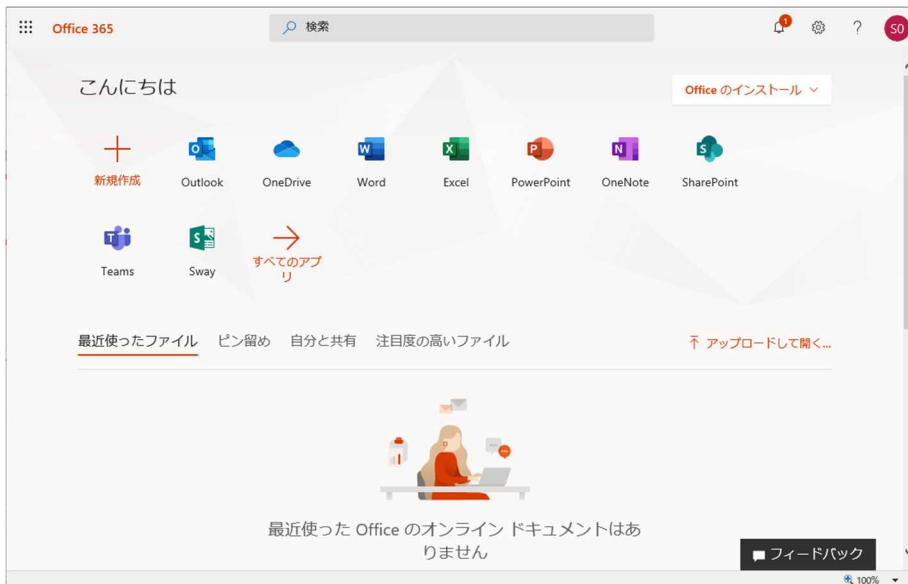 Office 365
検索
1
?
S0
こんにちは
Office のインストール
新規作成
Outlook
OneDrive
Word
Excel
PowerPoint
OneNote
SharePoint
Teams
Sway
すべてのアプ
リ
最近使ったファイル
ピン留め
自分と共有
注目度の高いファイル
アップロードして開く...
最近使った Office のオンライン ドキュメントはあ
りません
フィードバック
100%